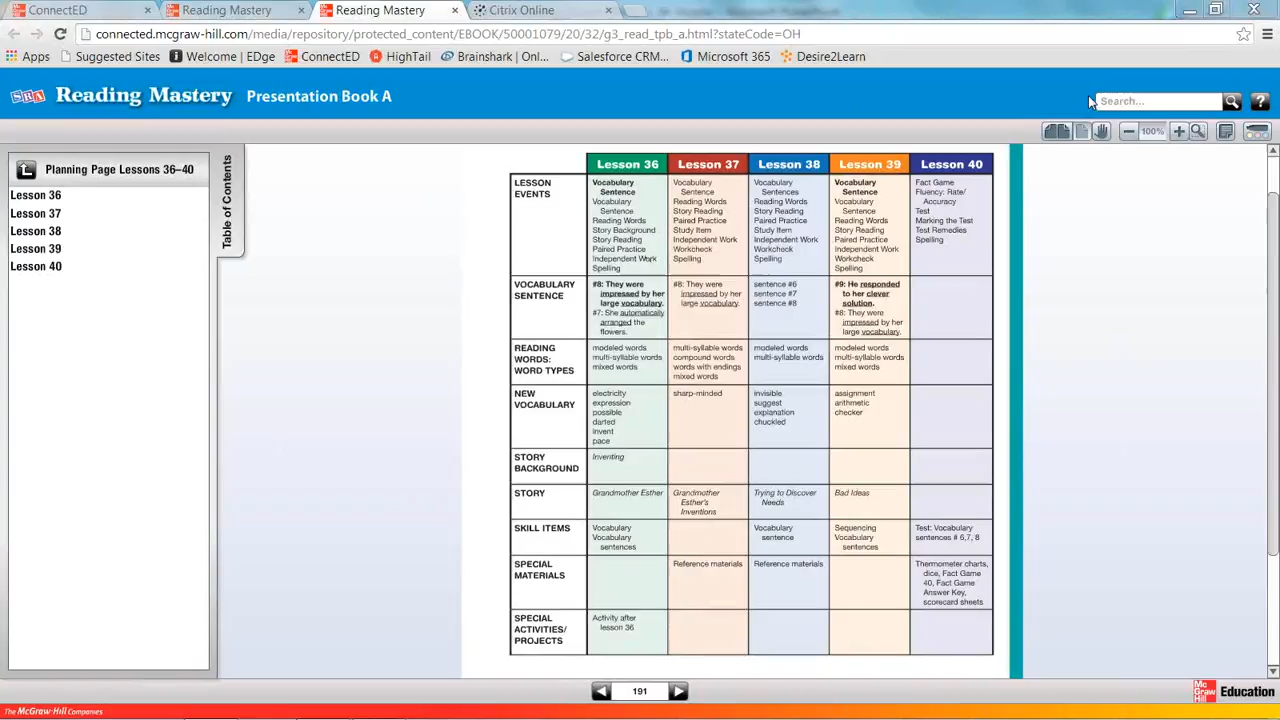 ConnectED
Reading Mastery
Reading Mastery
Citrix Online
connected.mcgraw-hill.com/media/repository/protected_content/EBOOK/50001079/20/32/g3_read_tpb_a.html?stateCode=OH
Apps
Suggested Sites
Welcome | EDge
ConnectED
HighTail
Brainshark | Onl...
Salesforce CRM...
Microsoft 365
Desire2Learn
SRA
Reading Mastery
Presentation Book A
Search...
?
100%
Planning Page Lessons 36–40
Lesson 36
Lesson 37
Lesson 38
Lesson 39
Lesson 40
Table of Contents
Lesson 36
Lesson 37
Lesson 38
Lesson 39
Lesson 40
LESSON
EVENTS
Vocabulary
Sentence
Vocabulary
Sentence
Reading Words
Story Background
Story Reading
Paired Practice
Independent Work
Spelling
Vocabulary
Sentence
Reading Words
Story Reading
Paired Practice
Study Item
Independent Work
Workcheck
Spelling
Vocabulary
Sentences
Reading Words
Story Reading
Paired Practice
Study Item
Independent Work
Workcheck
Spelling
Vocabulary
Sentence
Vocabulary
Sentence
Reading Words
Story Reading
Paired Practice
Independent Work
Workcheck
Spelling
Fact Game
Fluency: Rate/
Accuracy
Test
Marking the Test
Test Remedies
Spelling
VOCABULARY
SENTENCE
#8: They were
impressed by her
large vocabulary.
#7: She automatically
arranged the
flowers.
#8: They were
impressed by her
large vocabulary.
sentence #6
sentence #7
sentence #8
#9: He responded
to her clever
solution.
#8: They were
impressed by her
large vocabulary.
READING
WORDS:
WORD TYPES
modeled words
multi-syllable words
mixed words
multi-syllable words
compound words
words with endings
mixed words
modeled words
multi-syllable words
modeled words
multi-syllable words
mixed words
NEW
VOCABULARY
electricity
expression
possible
darted
invent
pace
sharp-minded
invisible
suggest
explanation
chuckled
assignment
arithmetic
checker
STORY
BACKGROUND
Inventing
STORY
Grandmother Esther
Grandmother
Esther's
Inventions
Trying to Discover
Needs
Bad Ideas
SKILL ITEMS
Vocabulary
Vocabulary
sentences
Vocabulary
sentence
Sequencing
Vocabulary
sentences
Test: Vocabulary
sentences # 6,7, 8
SPECIAL
MATERIALS
Reference materials
Reference materials
Thermometer charts,
dice, Fact Game
40, Fact Game
Answer Key,
scorecard sheets
SPECIAL
ACTIVITIES/
PROJECTS
Activity after
lesson 36
191
Mc
Graw
Hill
Education
The McGraw-Hill Companies